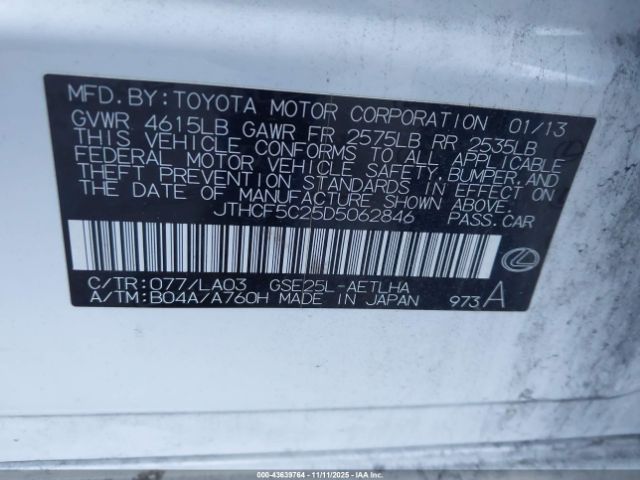 MFD. BY: TOYOTA MOTOR CORPORATION 01/13
GVWR 4615LB GAWR FR 2575LB RR 2535LB
THIS VEHICLE CONFORMS TO ALL APPLICABLE
FEDERAL MOTOR VEHICLE SAFETY, BUMPER, AND
THEFT PREVENTION STANDARDS IN EFFECT ON
THE DATE OF MANUFACTURE SHOWN ABOVE.
JTHCF5C25D5062846 PASS. CAR
C/TR: 077/LA03 GSE25L-AETLHA
A/TM: B04A/A760H MADE IN JAPAN 973 A
000-43639764 - 11/11/2025 - IAAI.com